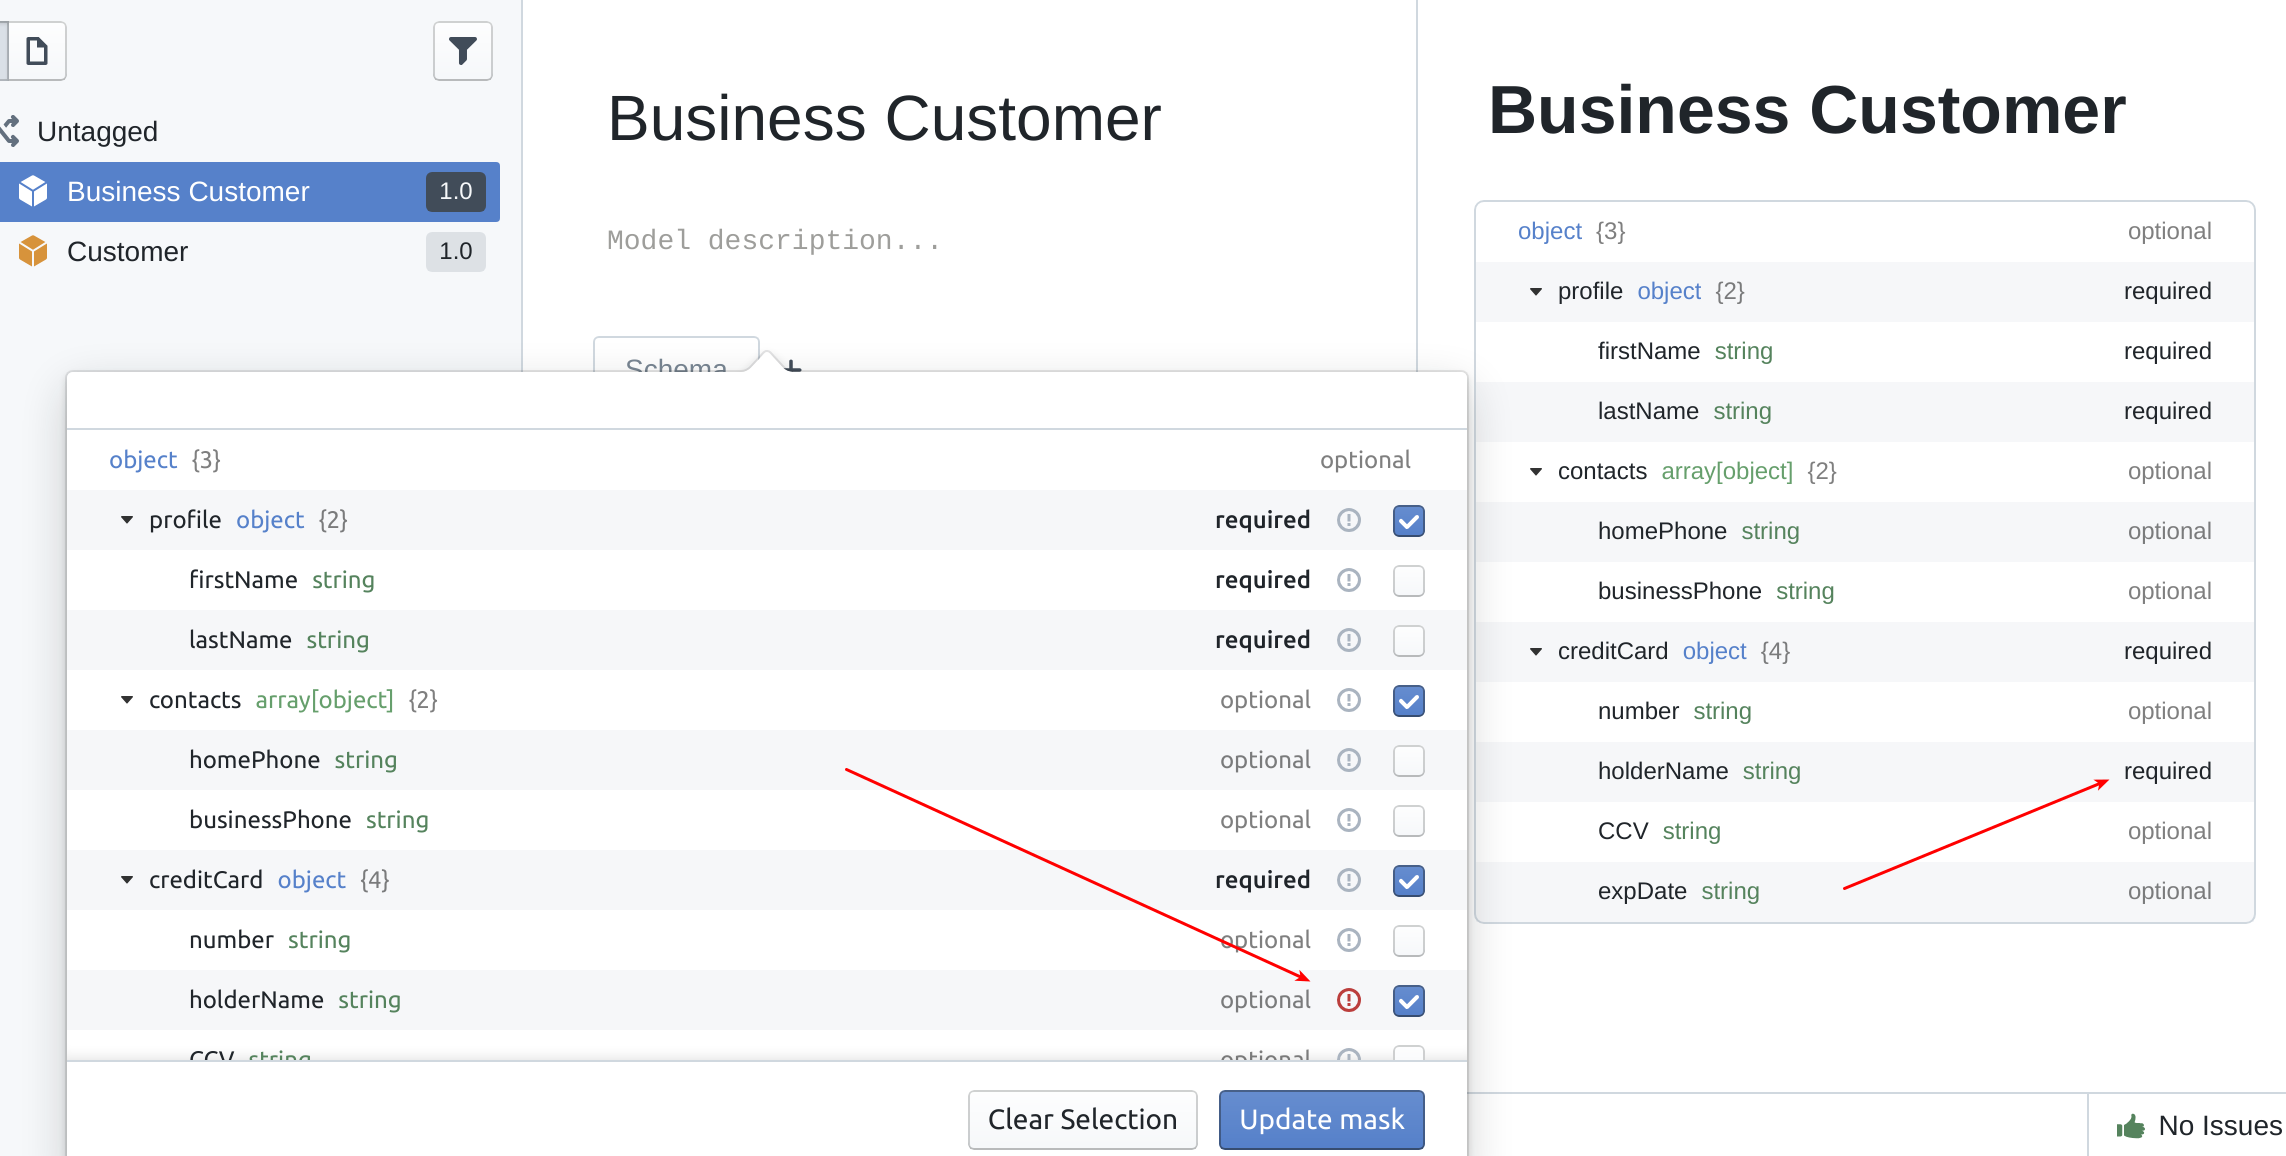 Untagged
Business Customer 1.0
Customer 1.0
Business Customer
Model description...
Schema
object {3} optional
profile object {2} required
firstName string required
lastName string required
contacts array[object] {2} optional
homePhone string optional
businessPhone string optional
creditCard object {4} required
number string optional
holderName string optional
CCV string optional
Clear Selection Update mask
Business Customer
object {3} optional
profile object {2} required
firstName string required
lastName string required
contacts array[object] {2} optional
homePhone string optional
businessPhone string optional
creditCard object {4} required
number string optional
holderName string required
CCV string optional
expDate string optional
No Issues